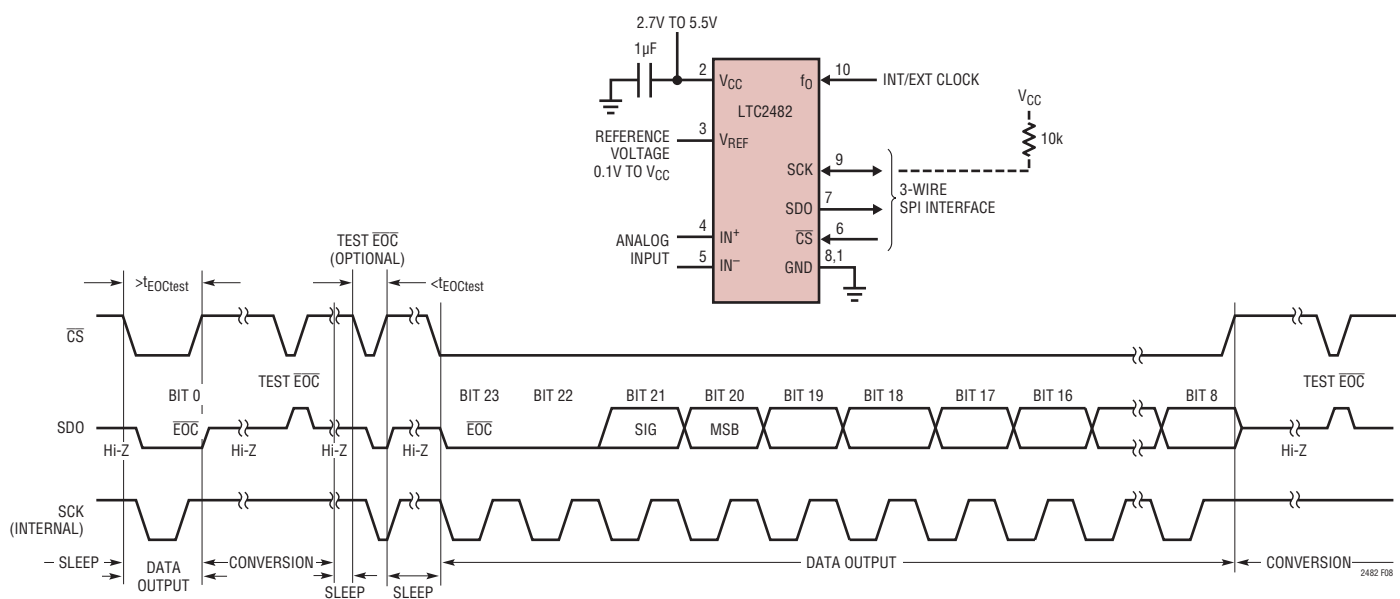 2.7V TO 5.5V
1µF
2
VCC
LTC2482
fO
10
INT/EXT CLOCK
VCC
10k
3
VREF
REFERENCE
VOLTAGE
0.1V TO VCC
SCK
9
SDO
7
3-WIRE
SPI INTERFACE
CS
6
4
IN+
ANALOG
INPUT
5
IN−
GND
8,1
>tEOCtest
TEST EOC
(OPTIONAL)
<tEOCtest
CS
TEST EOC
TEST EOC
BIT 0
BIT 23
BIT 22
BIT 21
BIT 20
BIT 19
BIT 18
BIT 17
BIT 16
BIT 8
SDO
EOC
EOC
SIG
MSB
Hi-Z
Hi-Z
Hi-Z
Hi-Z
Hi-Z
SCK
(INTERNAL)
SLEEP
DATA
OUTPUT
CONVERSION
SLEEP
SLEEP
DATA OUTPUT
CONVERSION
2482 F08